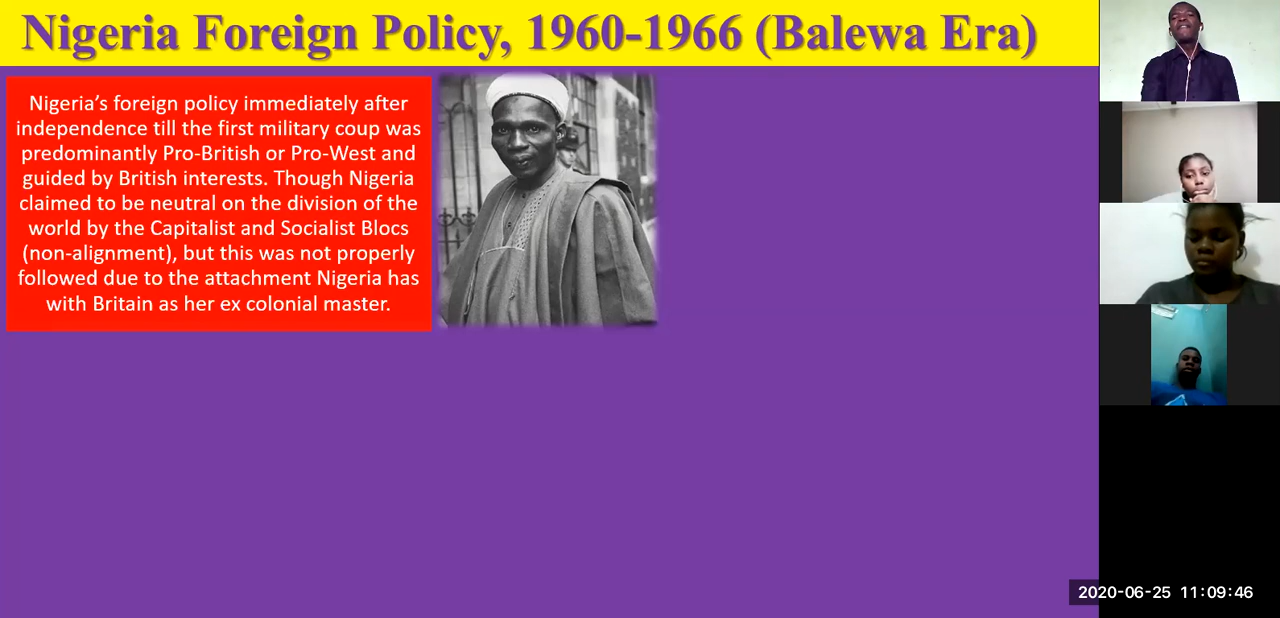 Nigeria Foreign Policy, 1960-1966 (Balewa Era)
Nigeria’s foreign policy immediately after
independence till the first military coup was
predominantly Pro-British or Pro-West and
guided by British interests. Though Nigeria
claimed to be neutral on the division of the
world by the Capitalist and Socialist Blocs
(non-alignment), but this was not properly
followed due to the attachment Nigeria has
with Britain as her ex colonial master.
2020-06-25 11:09:46